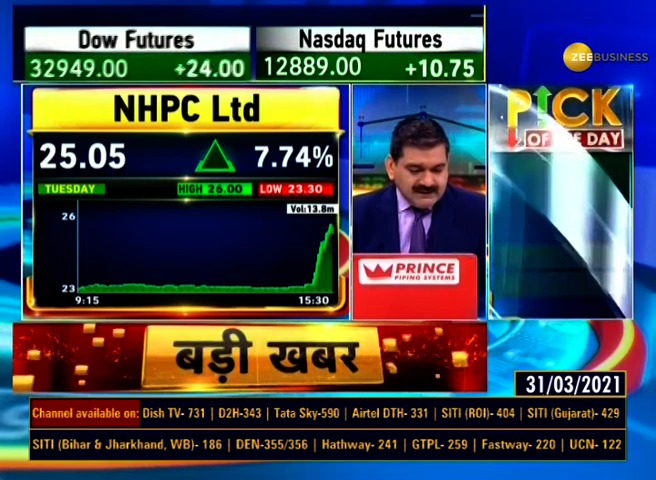 Dow Futures
32949.00 +24.00
Nasdaq Futures
12889.00 +10.75
ZEEBUSINESS
NHPC Ltd
25.05 7.74%
TUESDAY HIGH 26.00 LOW 23.30
Vol:13.8m
26
23
9:15 15:30
PRINCE
PIPING SYSTEMS
PICK
OF THE DAY
बड़ी खबर
31/03/2021
Channel available on: Dish TV- 731 | D2H-343 | Tata Sky-590 | Airtel DTH- 331 | SITI (ROI)- 404 | SITI (Gujarat)- 429
SITI (Bihar & Jharkhand, WB)- 186 | DEN-355/356 | Hathway- 241 | GTPL- 259 | Fastway- 220 | UCN- 122